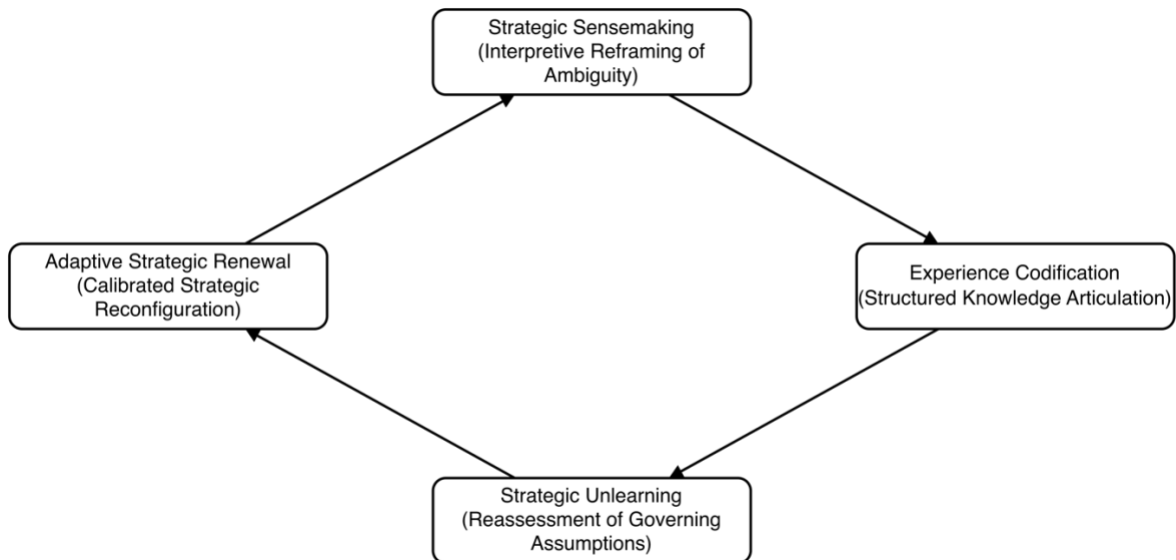 Strategic Sensemaking
(Interpretive Reframing of
Ambiguity)
Adaptive Strategic Renewal
(Calibrated Strategic
Reconfiguration)
Experience Codification
(Structured Knowledge Articulation)
Strategic Unlearning
(Reassessment of Governing
Assumptions)